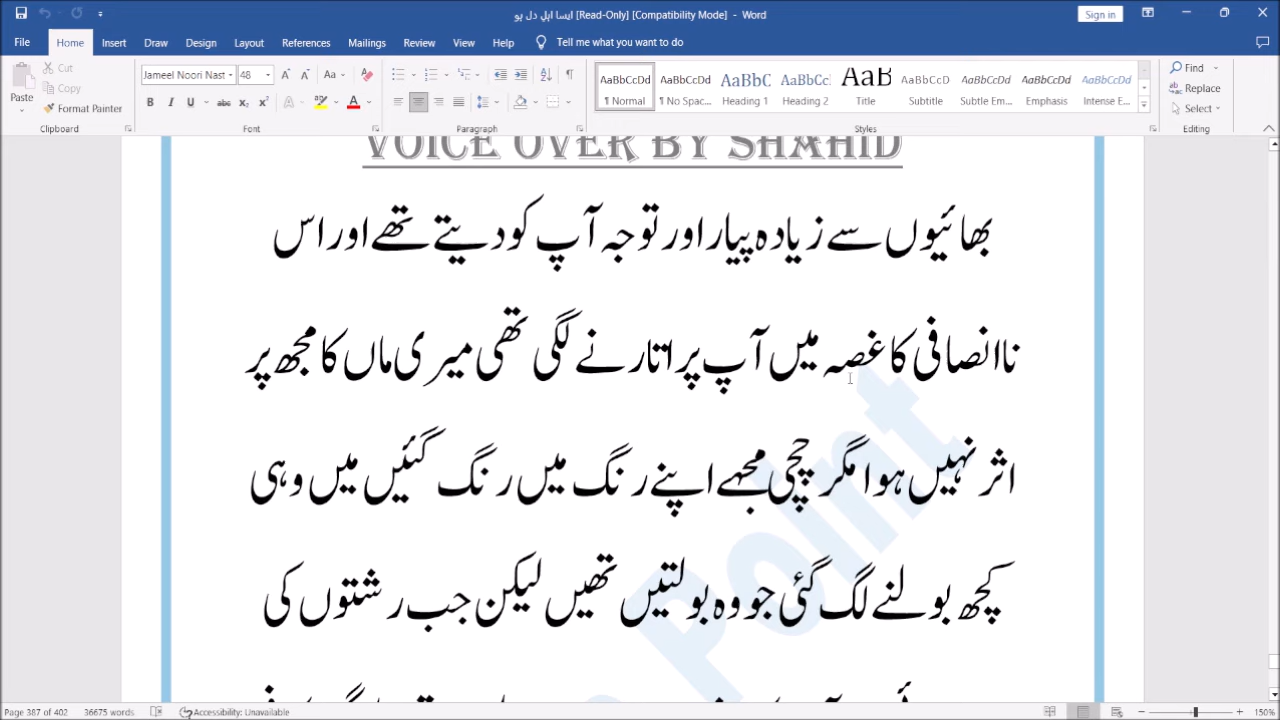 ایسا اہلِ دل ہو [Read-Only] [Compatibility Mode] - Word
Sign in
File Home Insert Draw Design Layout References Mailings Review View Help Tell me what you want to do
Paste
Cut
Copy
Format Painter
Clipboard
Jameel Noori Nast 48
Font
Paragraph
AaBbCcDd AaBbCcDd AaBbC AaBbCc AaB AaBbCcD AaBbCcDd AaBbCcDd AaBbCcDd
¶ Normal ¶ No Spac... Heading 1 Heading 2 Title Subtitle Subtle Em... Emphasis Intense E...
Styles
Find
Replace
Select
Editing
VOICE OVER BY SHAHID
بھائیوں سے زیادہ پیار اور توجہ آپ کو دیتے تھے اور اس
ناانصافی کا غصہ میں آپ پر اتارنے لگی تھی میری ماں کا مجھ پر
اثر نہیں ہوا مگر چچی مجھے اپنے رنگ میں رنگ گئیں میں وہی
کچھ بولنے لگ گئی جو وہ بولتیں تھیں لیکن جب رشتوں کی
Point
Page 387 of 402 36675 words Accessibility: Unavailable 150%